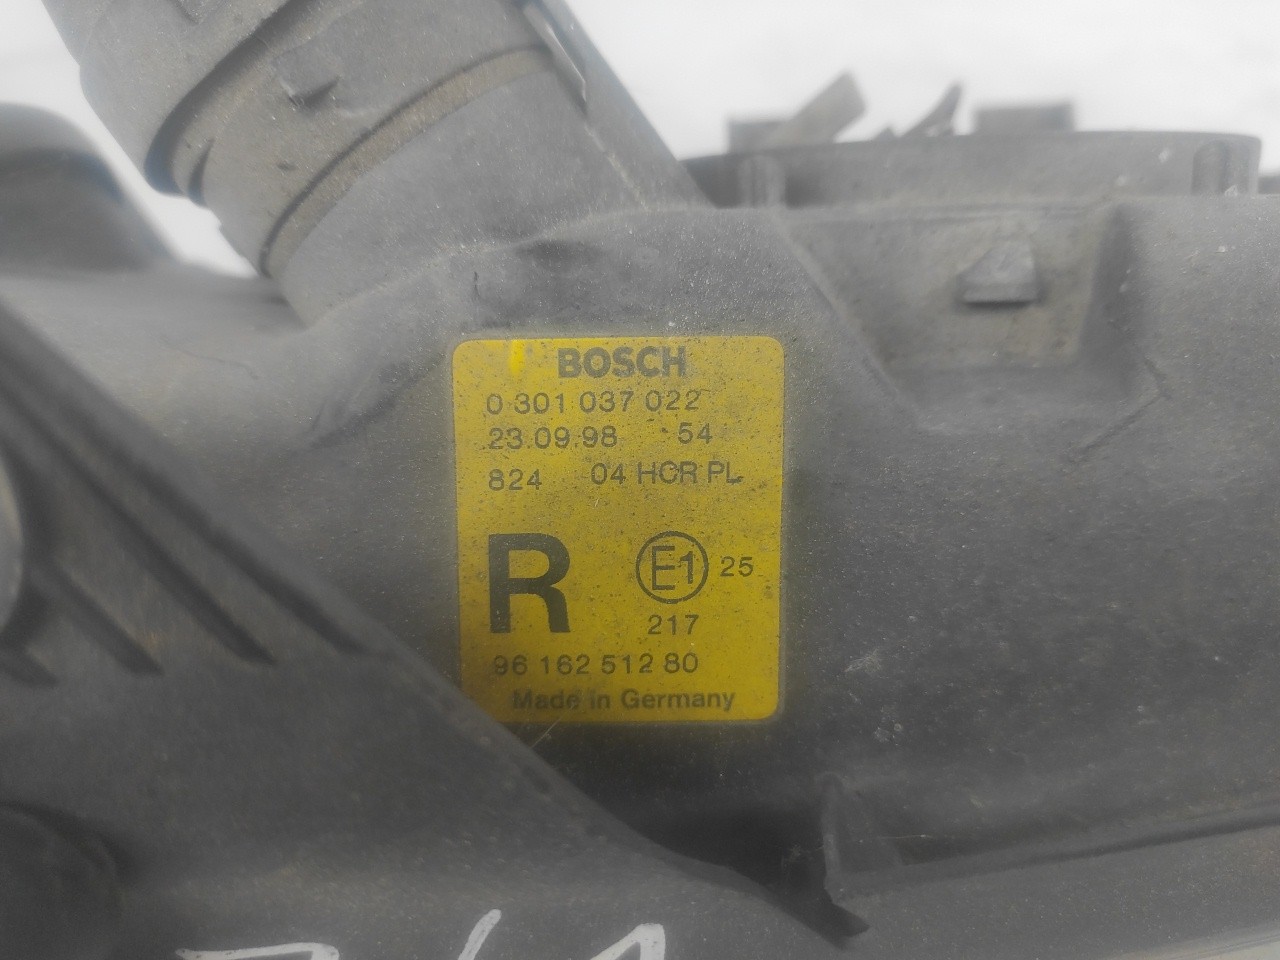 BOSCH
0 301 037 022
23.09.98 54
824 04 HCR PL
R E1 25
217
96 162 512 80
Made in Germany